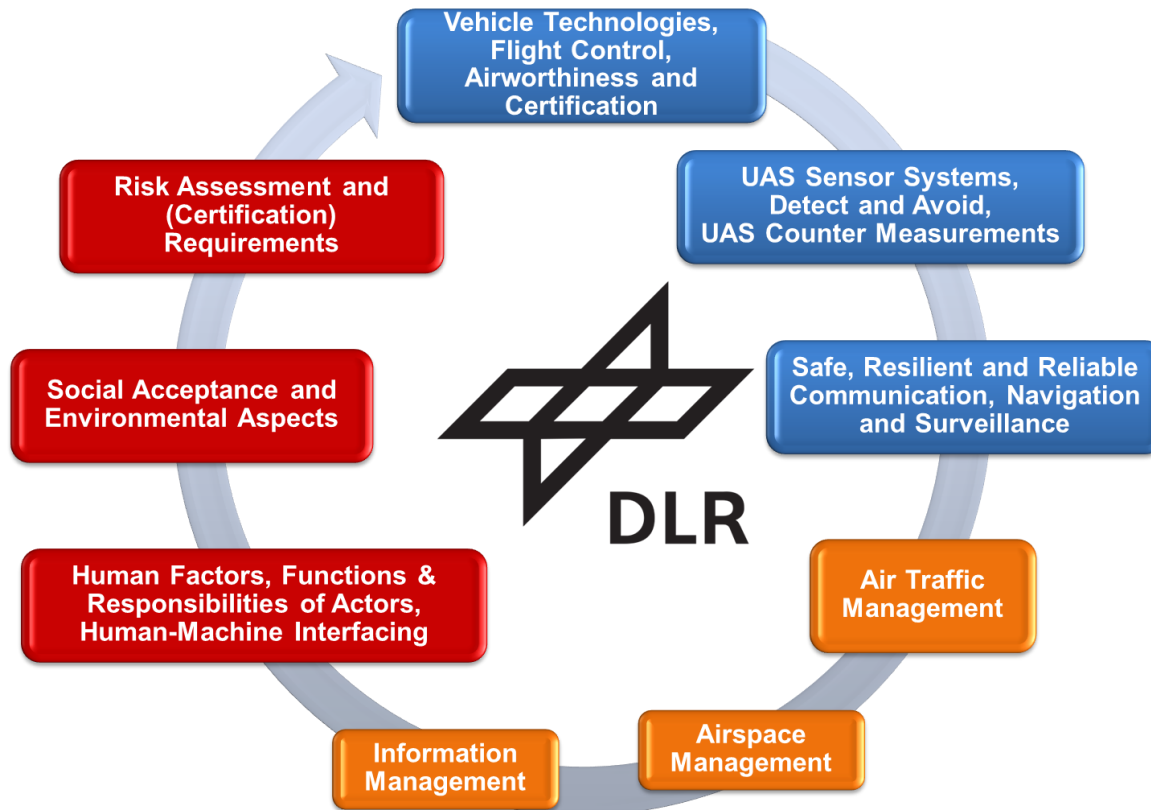 Vehicle Technologies,
Flight Control,
Airworthiness and
Certification
UAS Sensor Systems,
Detect and Avoid,
UAS Counter Measurements
Safe, Resilient and Reliable
Communication, Navigation
and Surveillance
Air Traffic
Management
Airspace
Management
Information
Management
Human Factors, Functions &
Responsibilities of Actors,
Human-Machine Interfacing
Social Acceptance and
Environmental Aspects
Risk Assessment and
(Certification)
Requirements
DLR